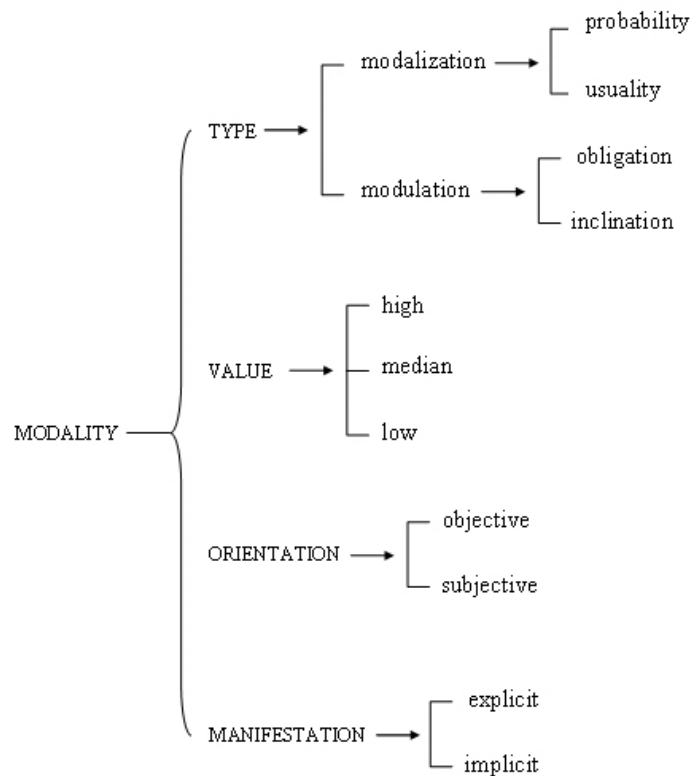 probability
modalization
usuality
TYPE
obligation
modulation
inclination
high
VALUE
median
low
MODALITY
objective
ORIENTATION
subjective
explicit
MANIFESTATION
implicit